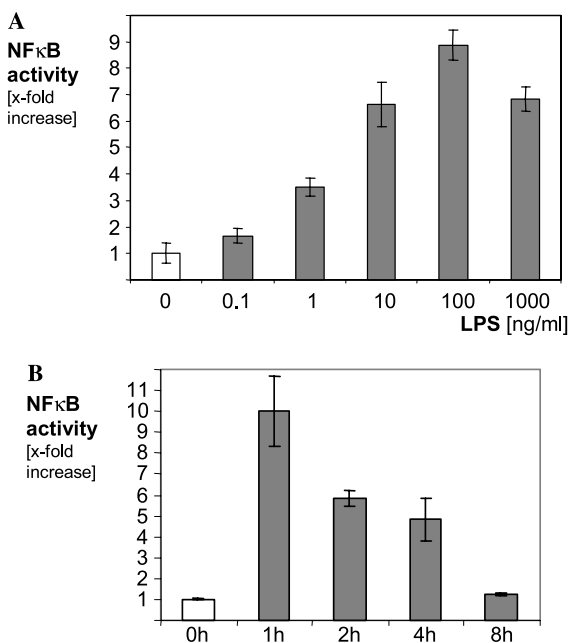 A
NFκB
activity
[x-fold
increase]
9
8
7
6
5
4
3
2
1
0 0.1 1 10 100 1000
LPS [ng/ml]
B
NFκB
activity
[x-fold
increase]
11
10
9
8
7
6
5
4
3
2
1
0h 1h 2h 4h 8h